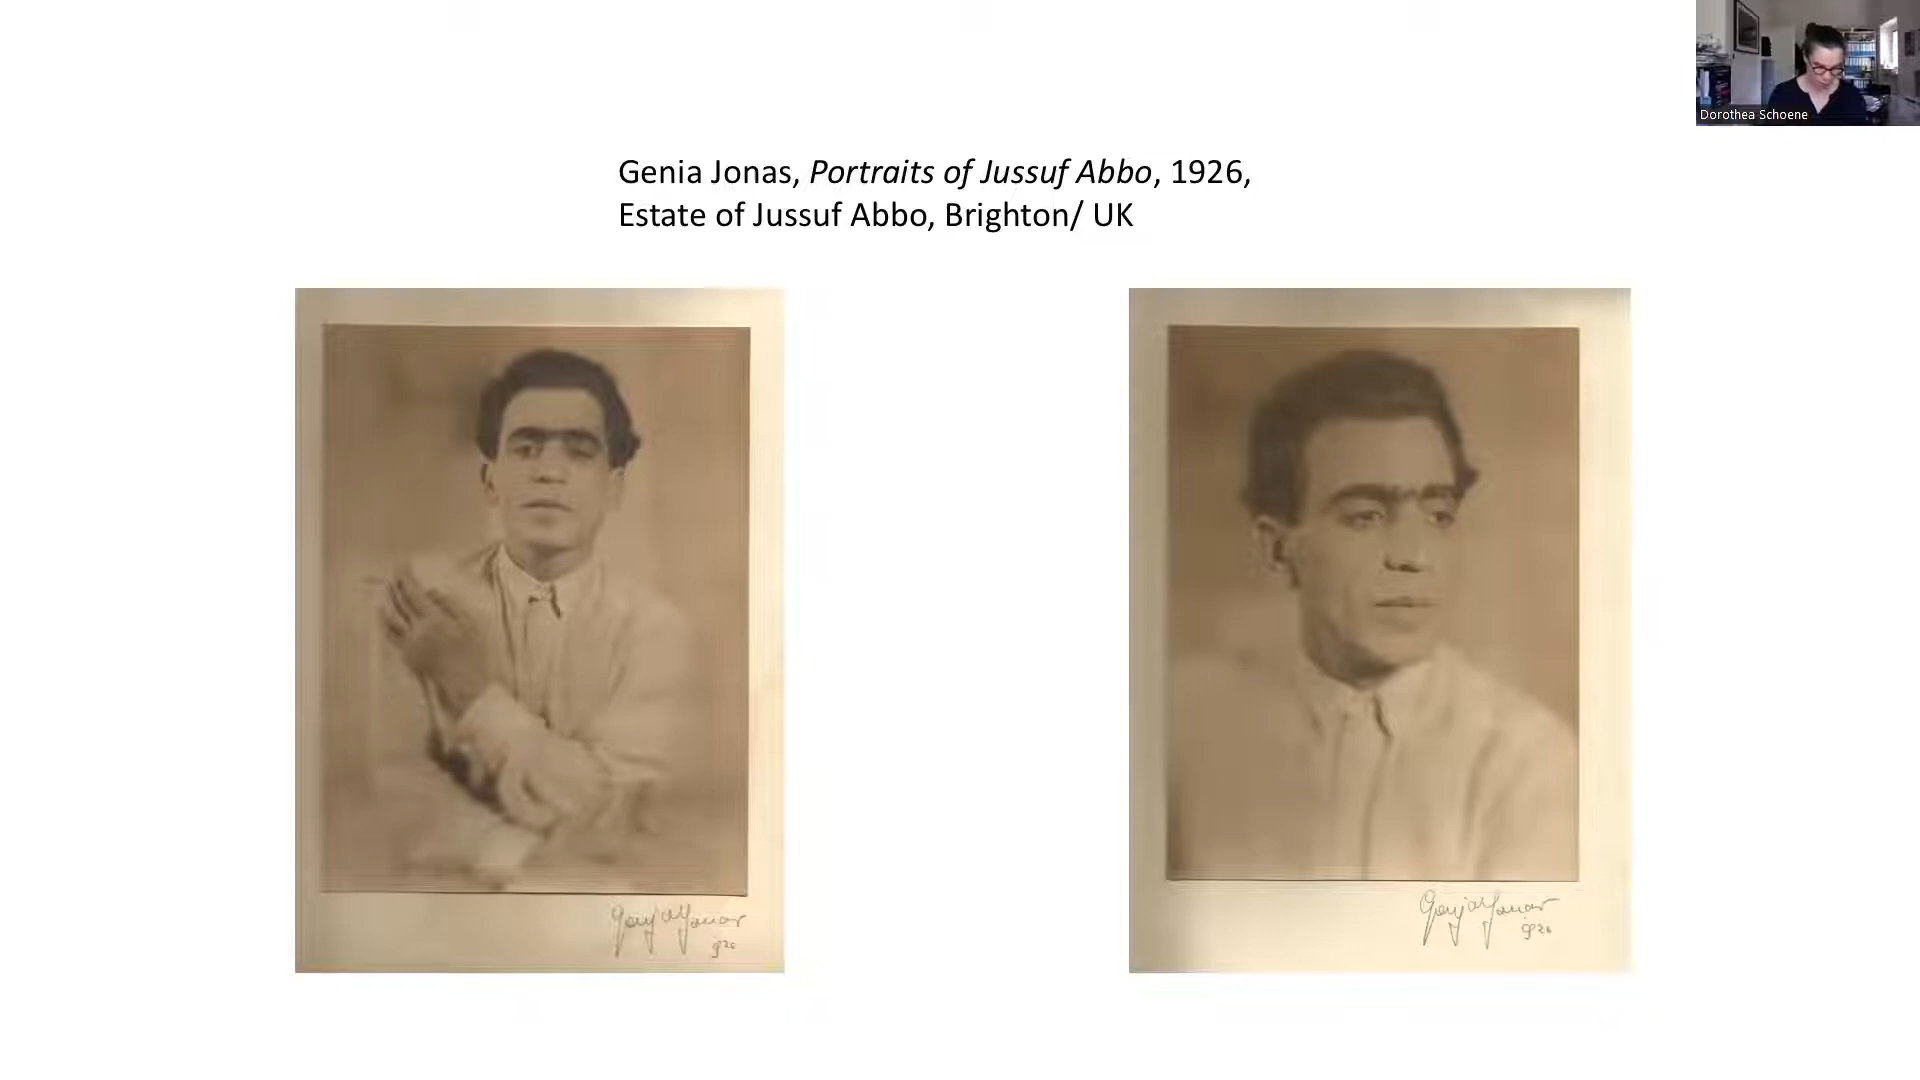 Dorothea Schoene
Genia Jonas, Portraits of Jussuf Abbo, 1926,
Estate of Jussuf Abbo, Brighton/ UK